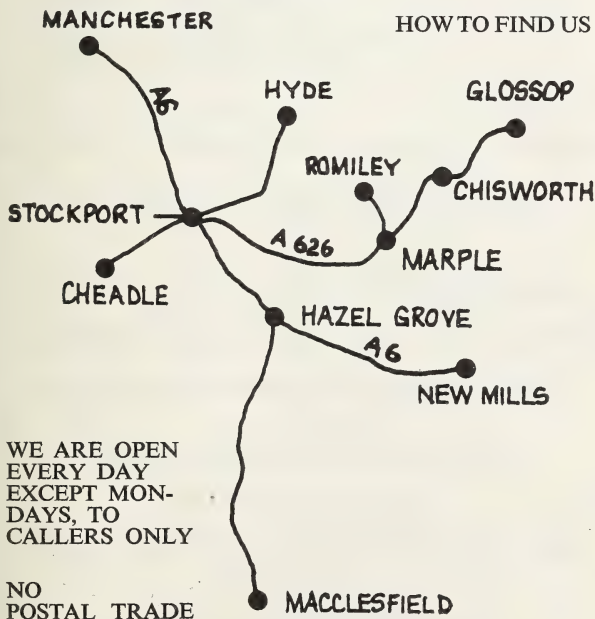 MANCHESTER
HOW TO FIND US
A6
HYDE
GLOSSOP
ROMILEY
CHISWORTH
STOCKPORT
A 626
MARPLE
CHEADLE
HAZEL GROVE
A6
NEW MILLS
WE ARE OPEN
EVERY DAY
EXCEPT MON-
DAYS, TO
CALLERS ONLY
NO
POSTAL TRADE
MACCLESFIELD